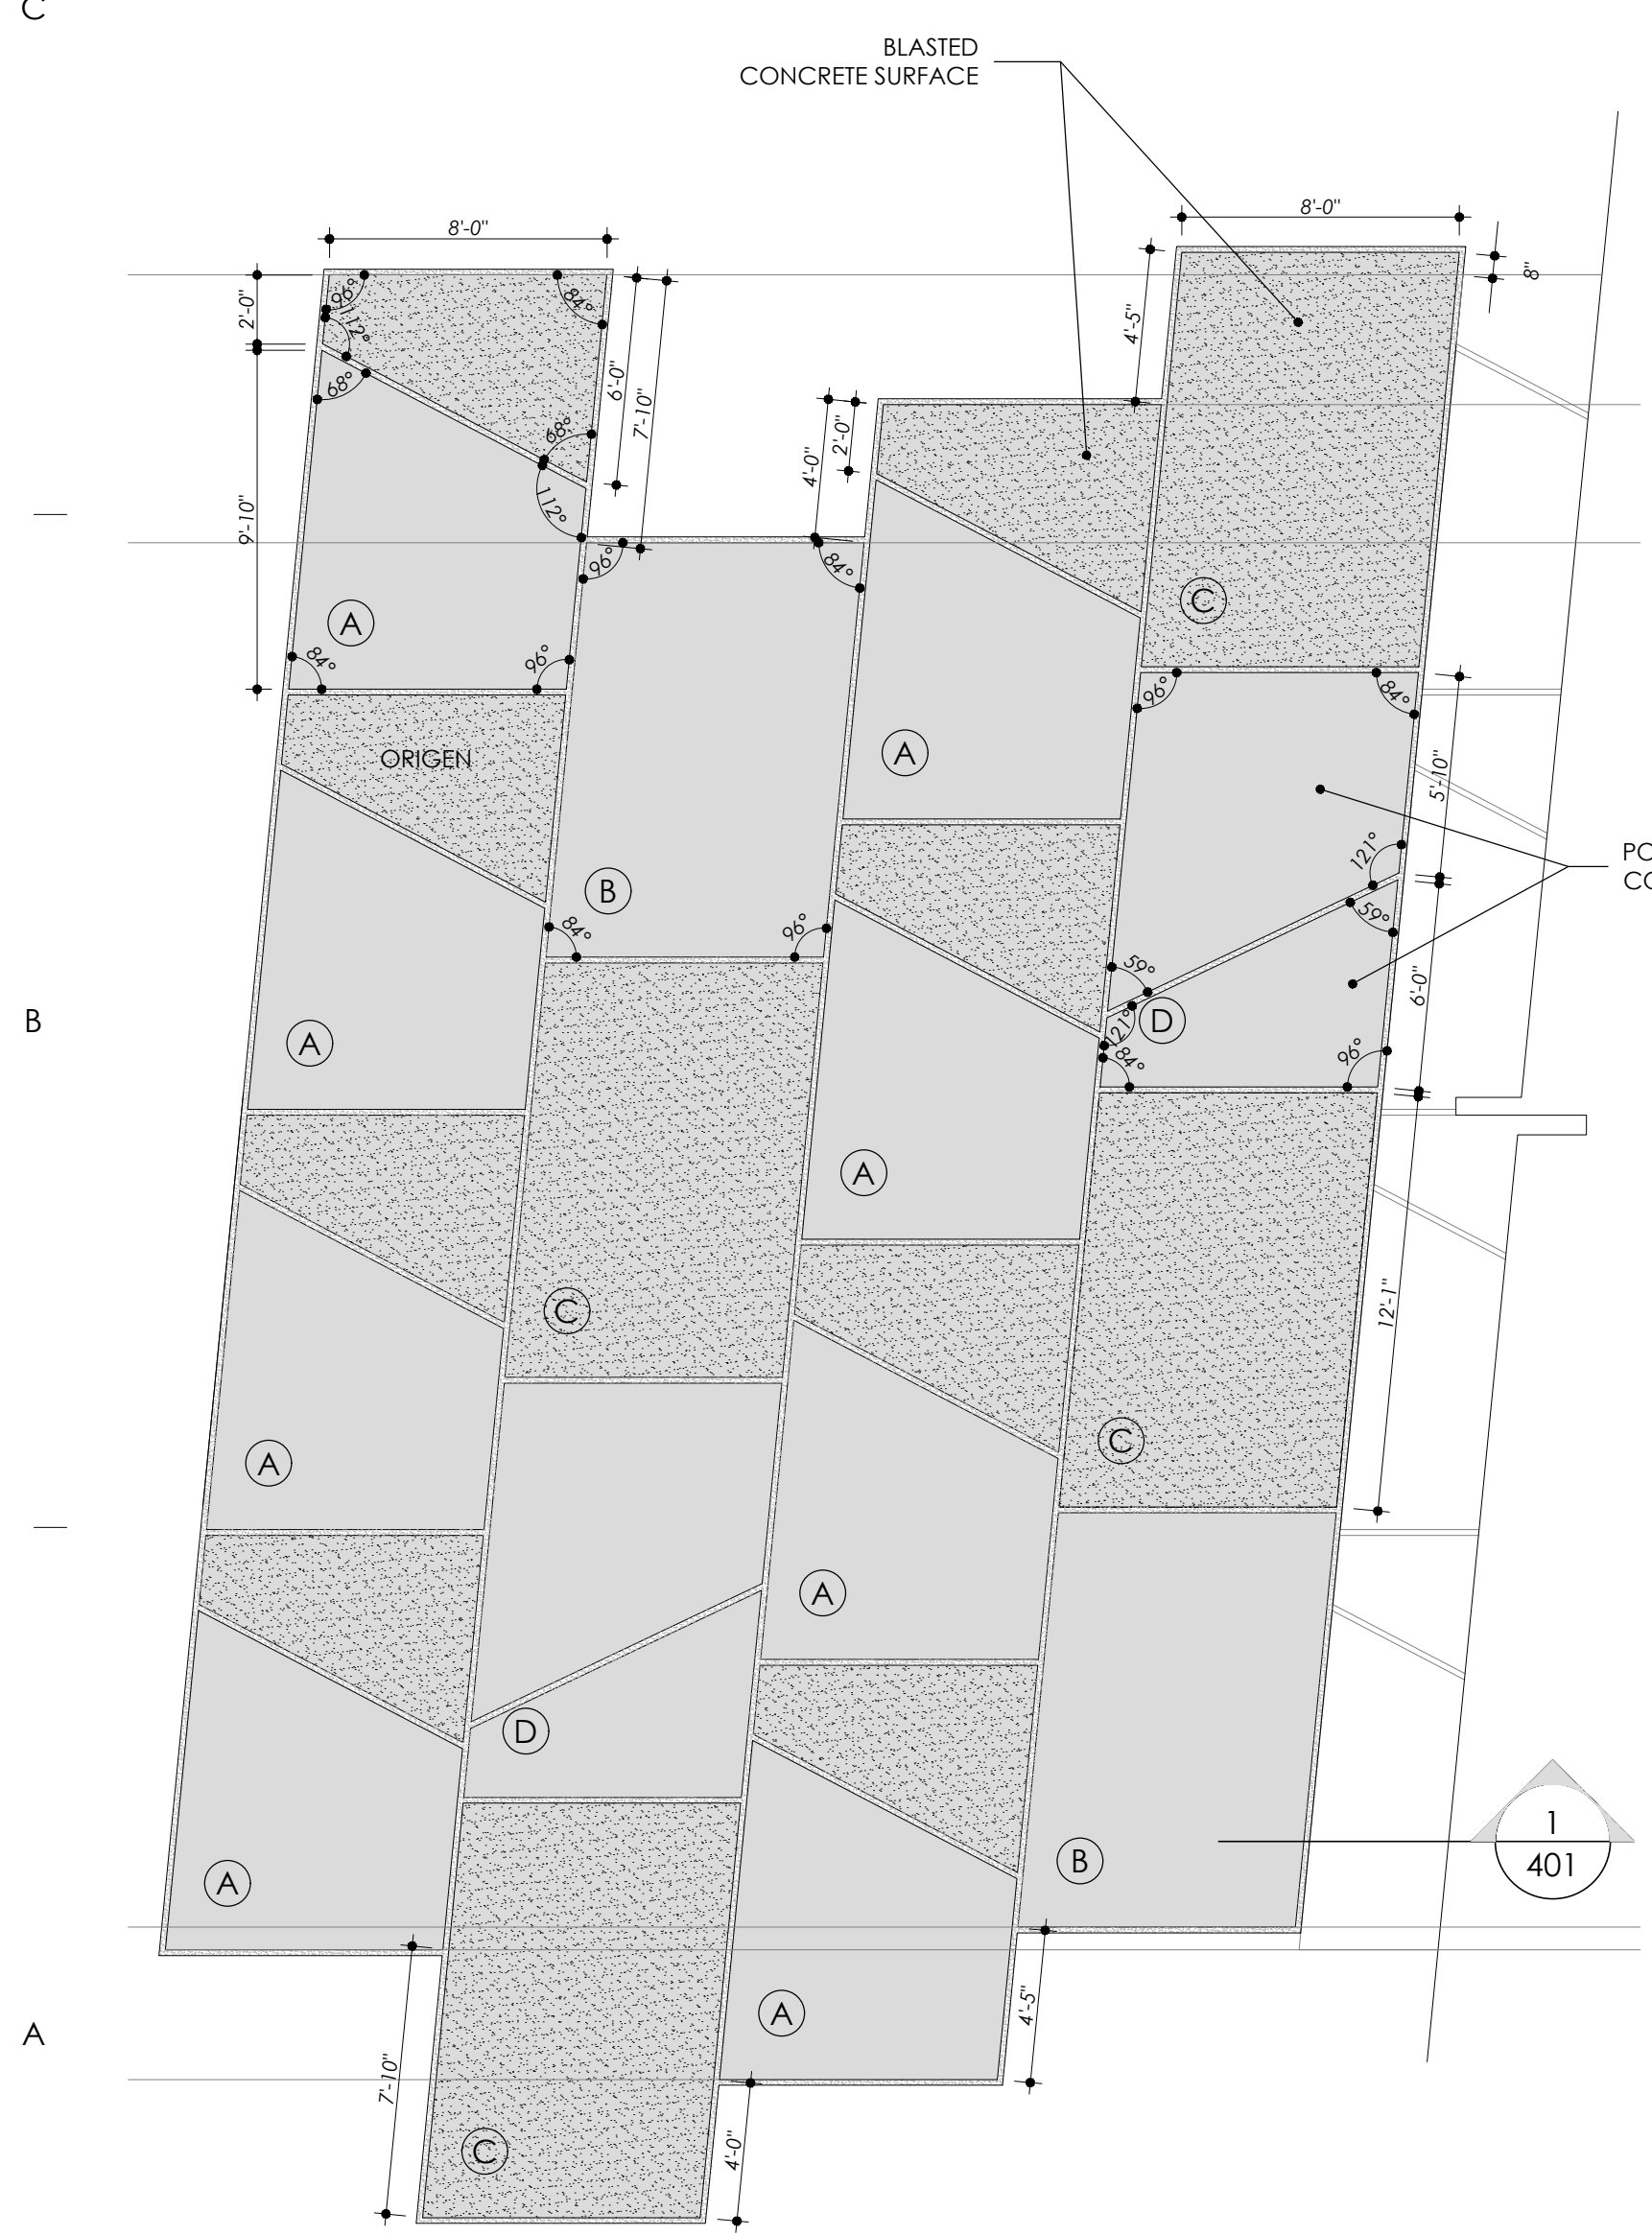 C
BLASTED
CONCRETE SURFACE
8'-0"
8'-0"
8"
2'-0"
96°
112°
84°
68°
6'-0"
7'-10"
4'-5"
68°
4'-0"
2'-0"
9'-10"
112°
96°
84°
A
C
84°
96°
96°
84°
ORIGEN
A
5'-10"
121°
PO
CO
B
59°
84°
96°
59°
6'-0"
B
A
D
121°
84°
96°
A
C
12'-1"
A
C
A
D
1
401
A
B
4'-5"
A
A
7'-10"
4'-0"
C